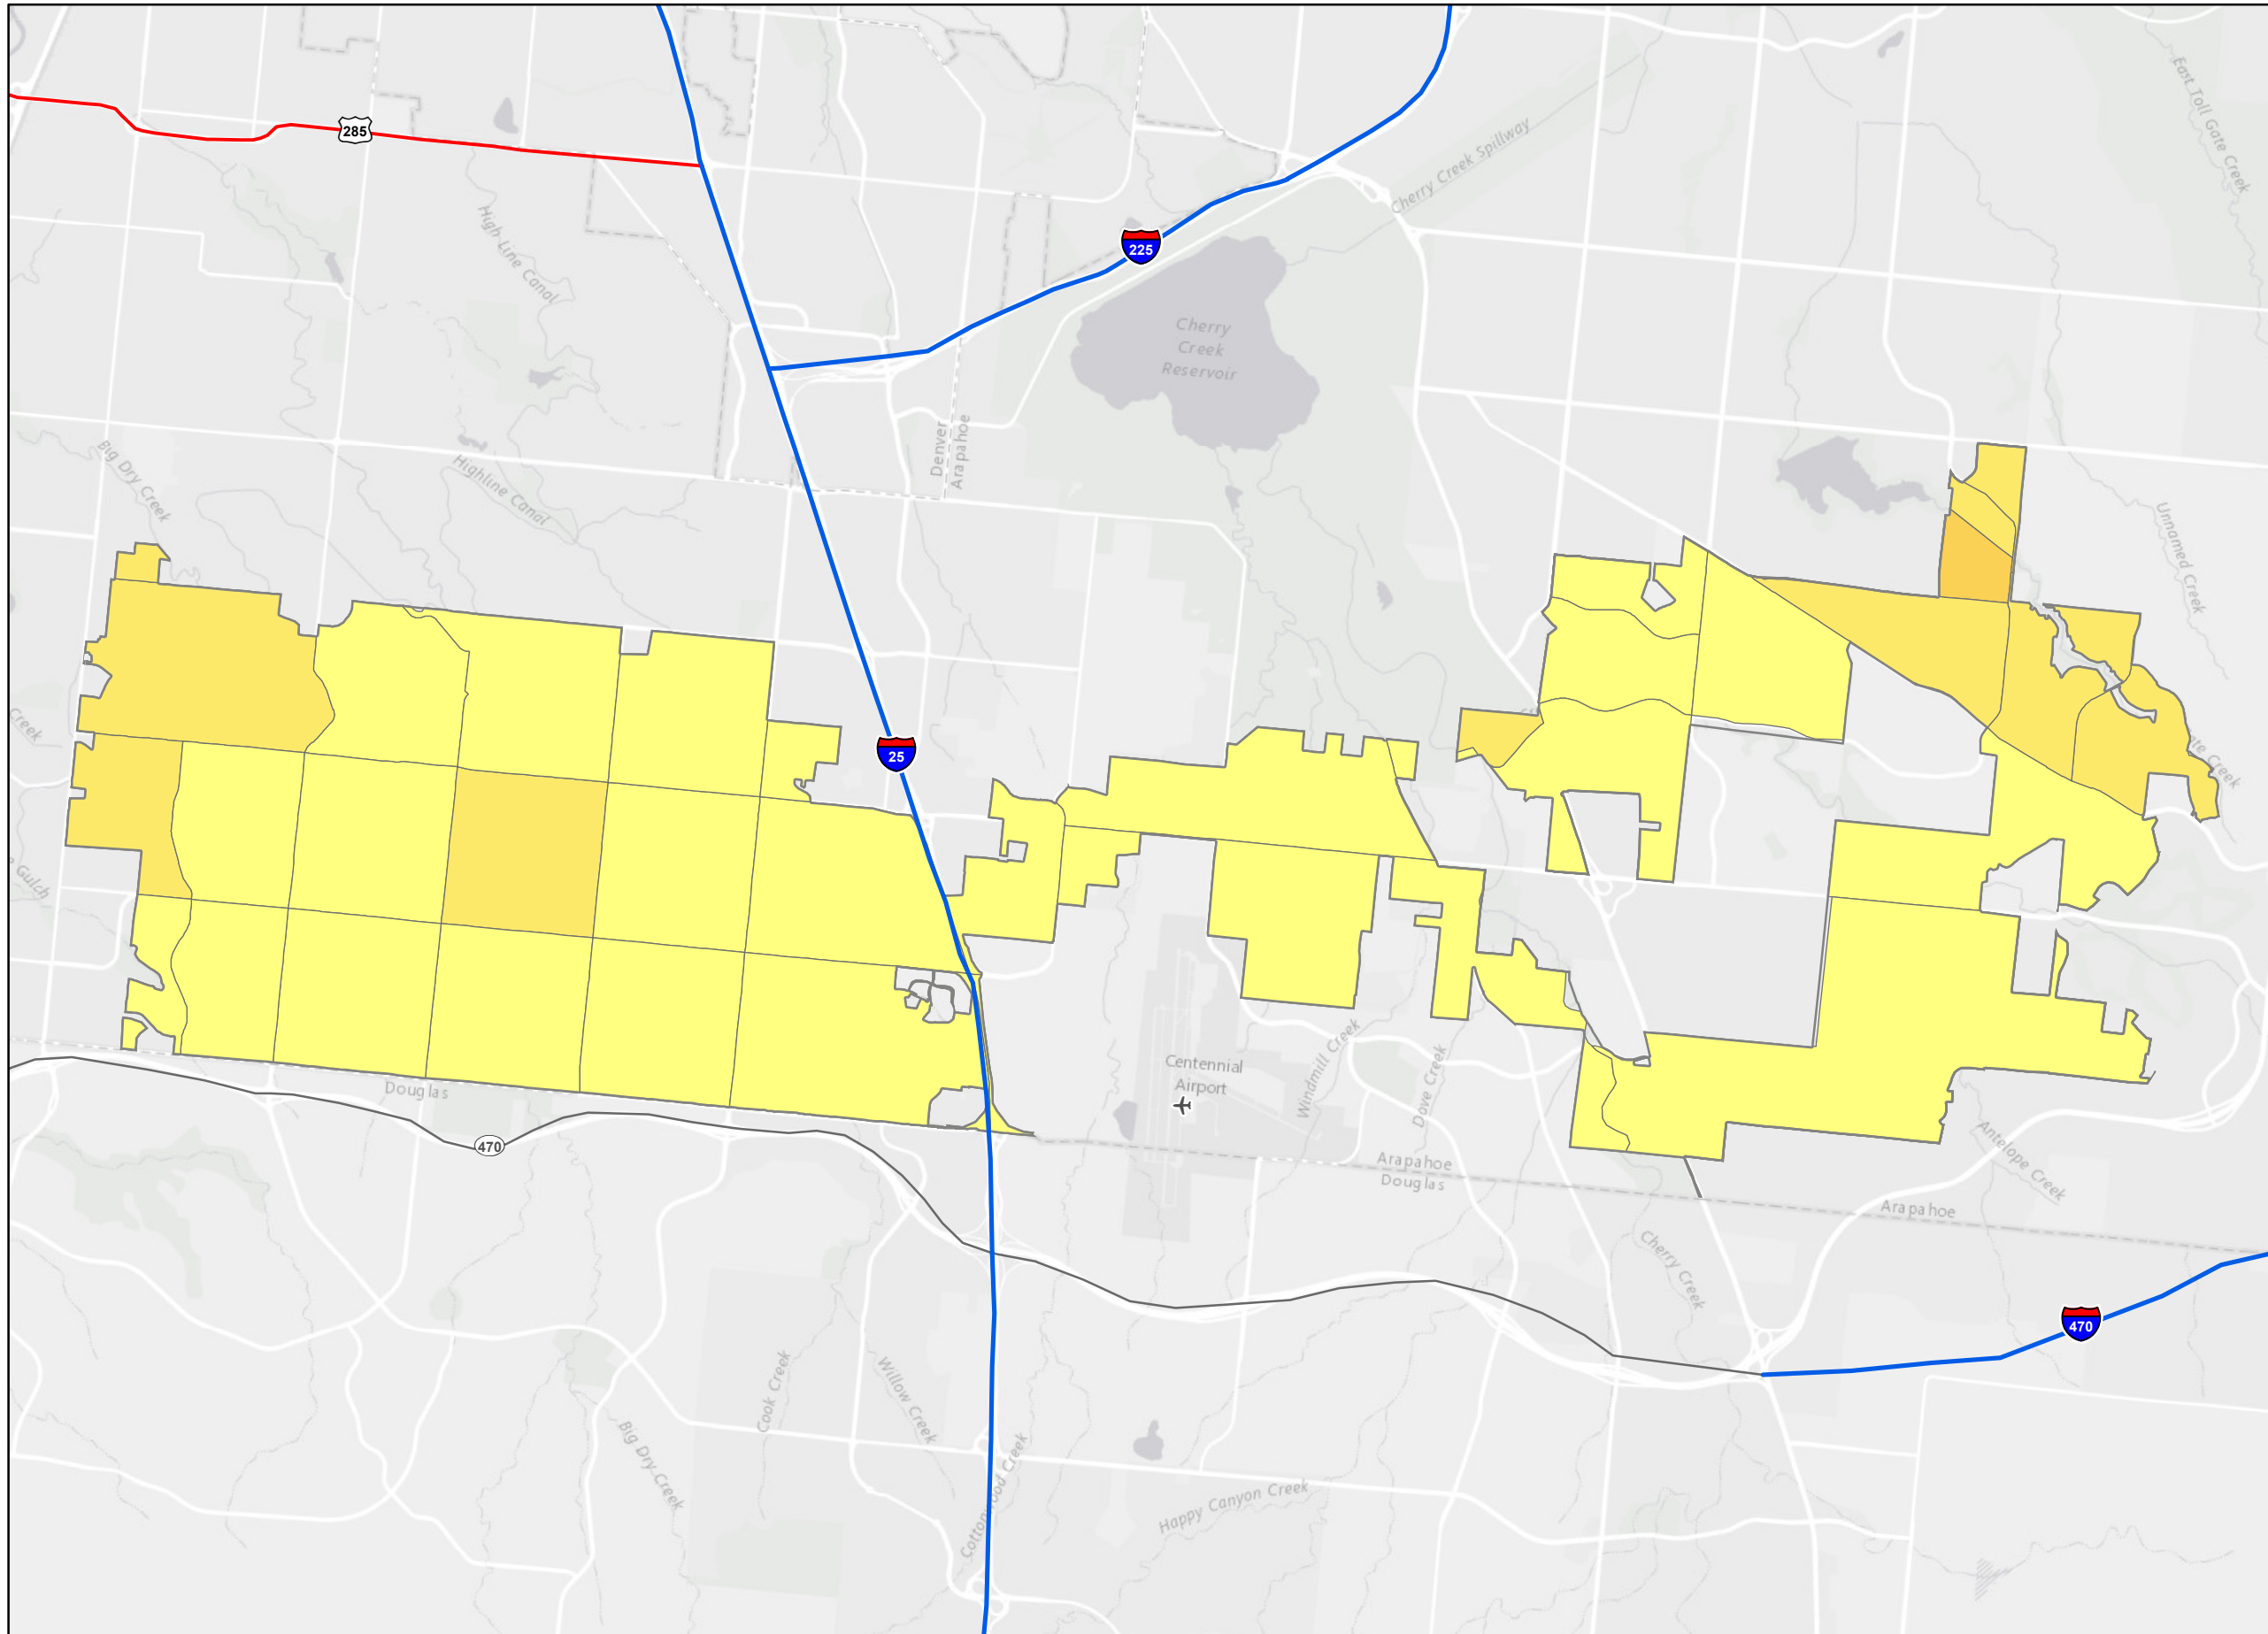 East Toll Gate Creek
285
Cherry Creek Spillway
High Line Canal
225
Cherry
Creek
Reservoir
Denver
Arapahoe
Big Dry Creek
Highline Canal
Unnamed Creek
Creek
25
ate Creek
e Gulch
Centennial
Airport
Windmill Creek
Dove Creek
Douglas
470
Arapahoe
Douglas
Antelope Creek
Arapahoe
Cherry Creek
470
Cook Creek
Willow Creek
Big Dry Creek
Cottonwood Creek
Happy Canyon Creek